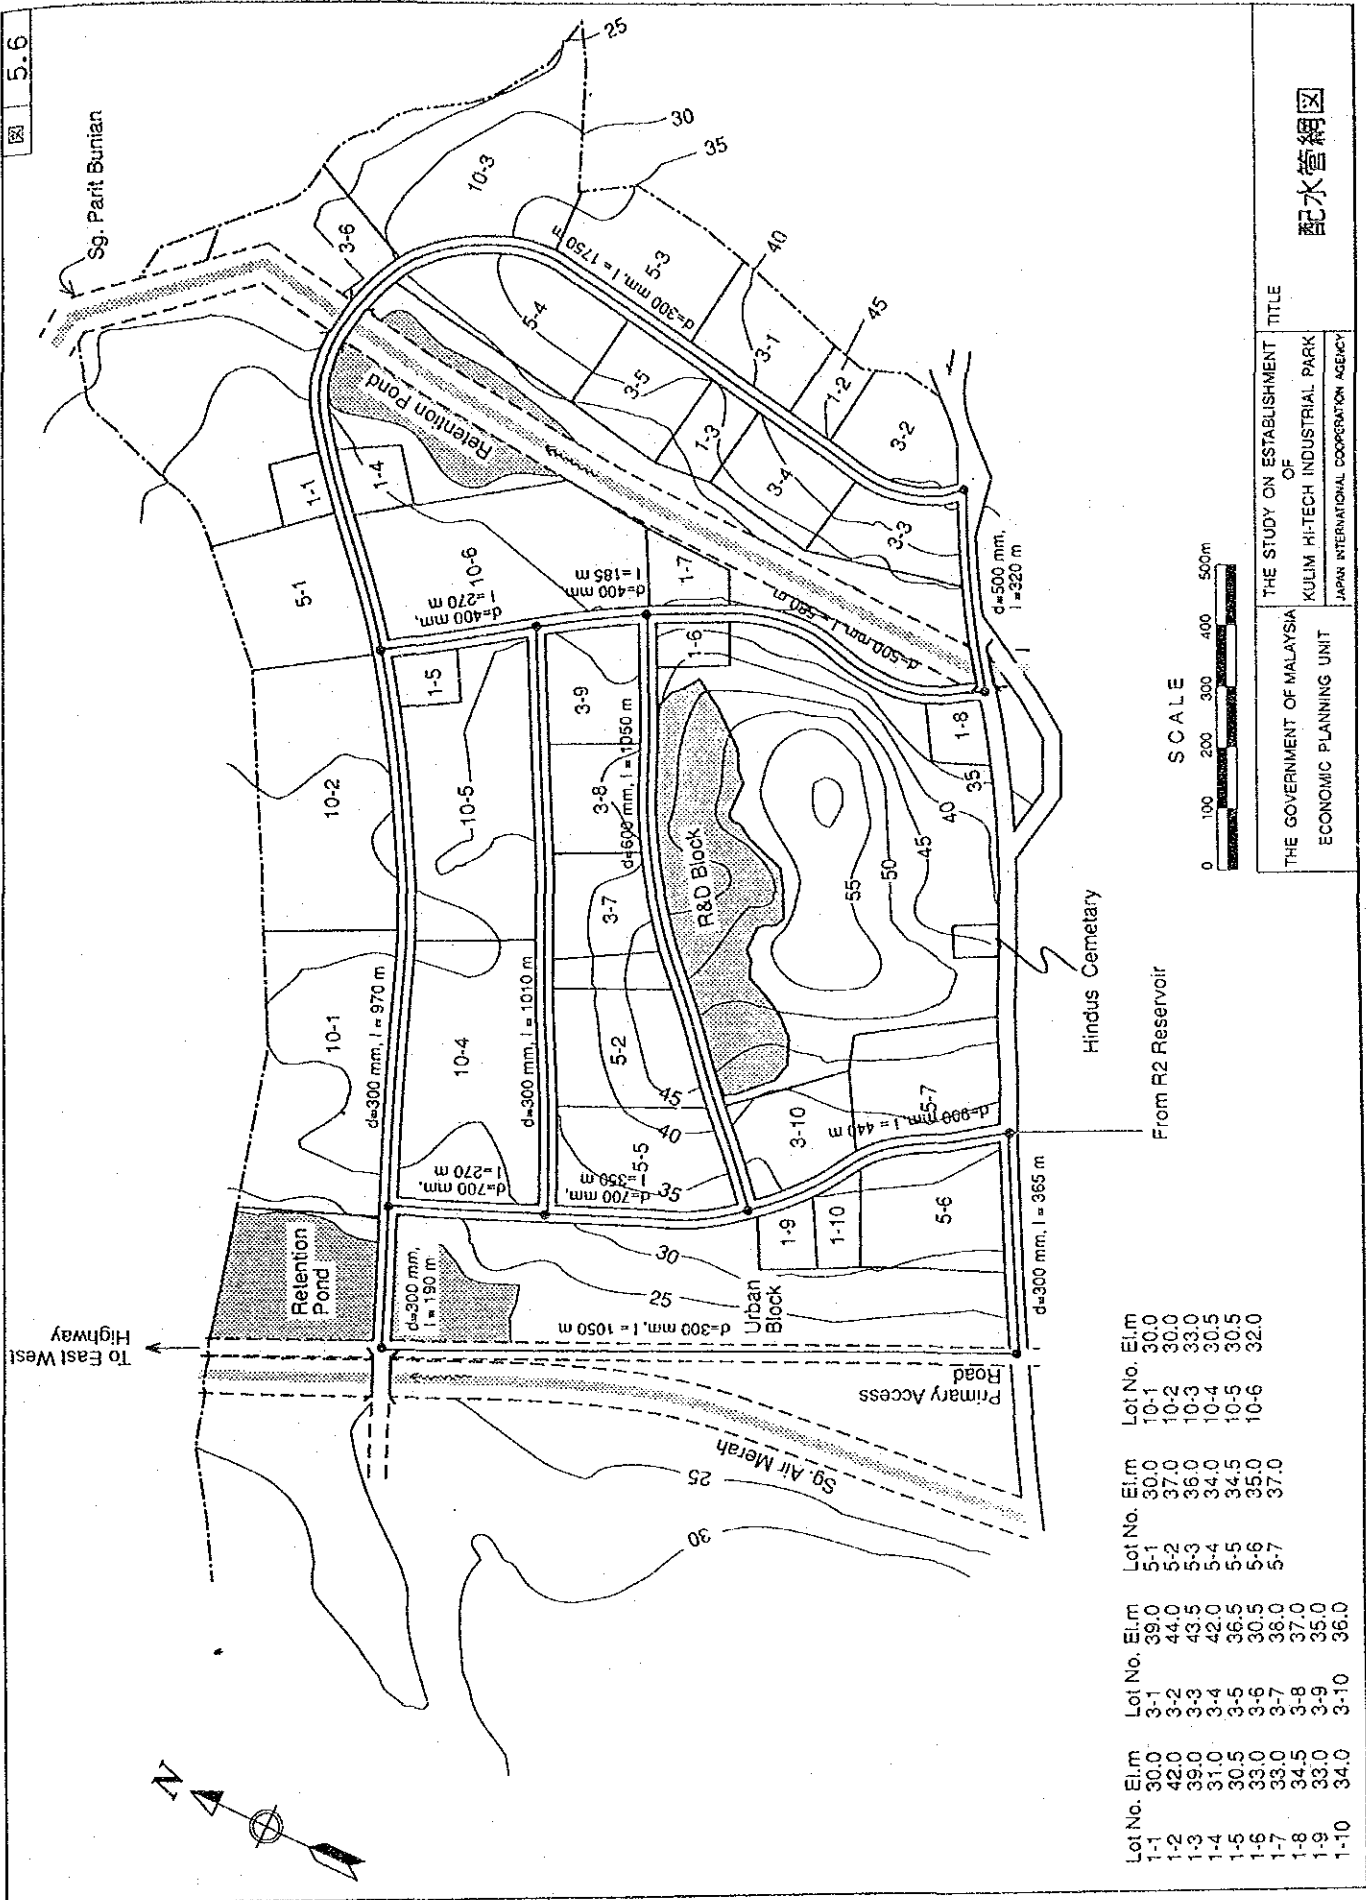 図 5.6
Sg. Parit Bunian
To East West
Highway
Retention
Pond
Retention Pond
10-1
10-2
5-1
1-1
1-4
3-6
10-3
10-4
10-5
1-5
10-6
5-4
5-3
3-5
3-1
1-3
1-2
3-4
3-2
3-3
1-7
1-6
1-8
3-9
3-8
3-7
5-2
5-5
3-10
5-7
1-9
1-10
5-6
R&D Block
Urban
Block
Primary Access
Road
Sg. Air Merah
Hindus Cemetary
From R2 Reservoir
d=300 mm, l = 970 m
d=300 mm, l = 1010 m
d=600 mm, l = 1050 m
d=300 mm, l = 1750 m
d=400 mm,
l = 270 m
d=400 mm,
l = 185 m
d=500 mm, l = 580 m
d=500 mm,
l = 320 m
d=700 mm,
l = 270 m
d=700 mm,
l = 350 m
d=900 mm, l = 440 m
d=300 mm,
l = 190 m
d=300 mm, l = 1050 m
d=300 mm, l = 365 m
25
30
35
40
45
35
40
45
50
55
45
40
35
30
25
25
30
N
SCALE
0 100 200 300 400 500m
Lot No. El.m Lot No. El.m Lot No. El.m Lot No. El.m
1-1 30.0 3-1 39.0 5-1 30.0 10-1 30.0
1-2 42.0 3-2 44.0 5-2 37.0 10-2 30.0
1-3 39.0 3-3 43.5 5-3 36.0 10-3 33.0
1-4 31.0 3-4 42.0 5-4 34.0 10-4 30.5
1-5 30.5 3-5 36.5 5-5 34.5 10-5 30.5
1-6 33.0 3-6 30.5 5-6 35.0 10-6 32.0
1-7 33.0 3-7 38.0 5-7 37.0
1-8 34.5 3-8 37.0
1-9 33.0 3-9 35.0
1-10 34.0 3-10 36.0
THE GOVERNMENT OF MALAYSIA
ECONOMIC PLANNING UNIT
THE STUDY ON ESTABLISHMENT
OF
KULIM HI-TECH INDUSTRIAL PARK
JAPAN INTERNATIONAL COOPERATION AGENCY
TITLE
配水管網図